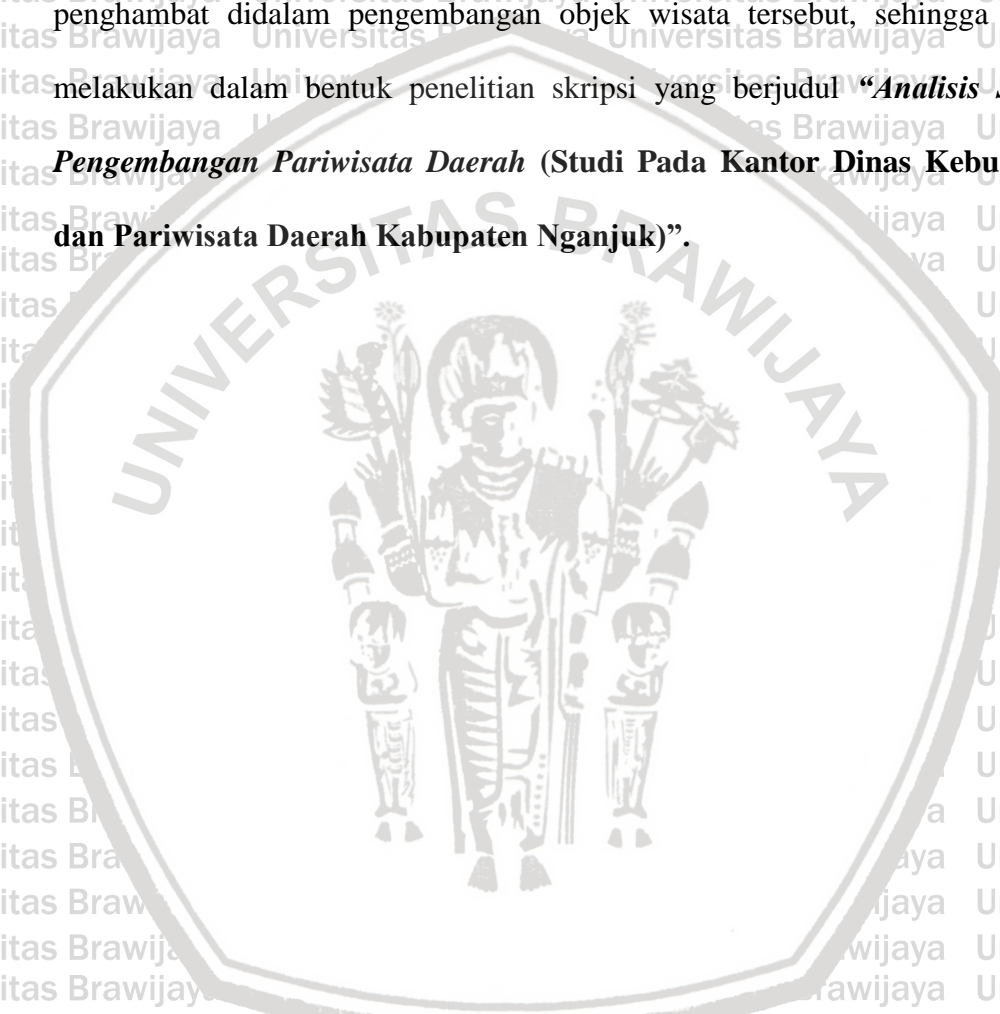 penghambat didalam pengembangan objek wisata tersebut, sehingga
melakukan dalam bentuk penelitian skripsi yang berjudul “Analisis
Pengembangan Pariwisata Daerah (Studi Pada Kantor Dinas Kebu
dan Pariwisata Daerah Kabupaten Nganjuk)”.
UNIVERSITAS BRAWIJAYA